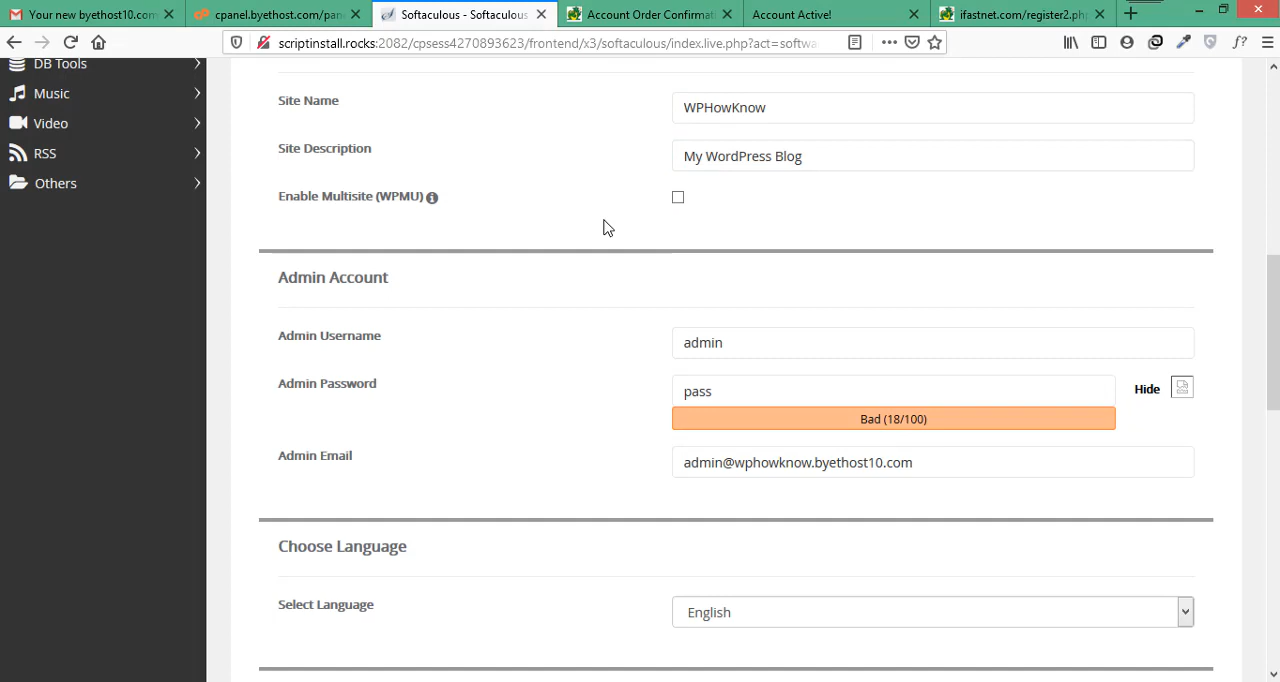 Your new byethost10.com
cpanel.byethost.com/pan
Softaculous - Softaculous
Account Order Confirmat
Account Active!
ifastnet.com/register2.ph
scriptinstall.rocks:2082/cpsess4270893623/frontend/x3/softaculous/index.live.php?act=softwa
DB Tools
Music
Video
RSS
Others
Site Name
WPHowKnow
Site Description
My WordPress Blog
Enable Multisite (WPMU)
Admin Account
Admin Username
admin
Admin Password
pass
Hide
Bad (18/100)
Admin Email
admin@wphowknow.byethost10.com
Choose Language
Select Language
English